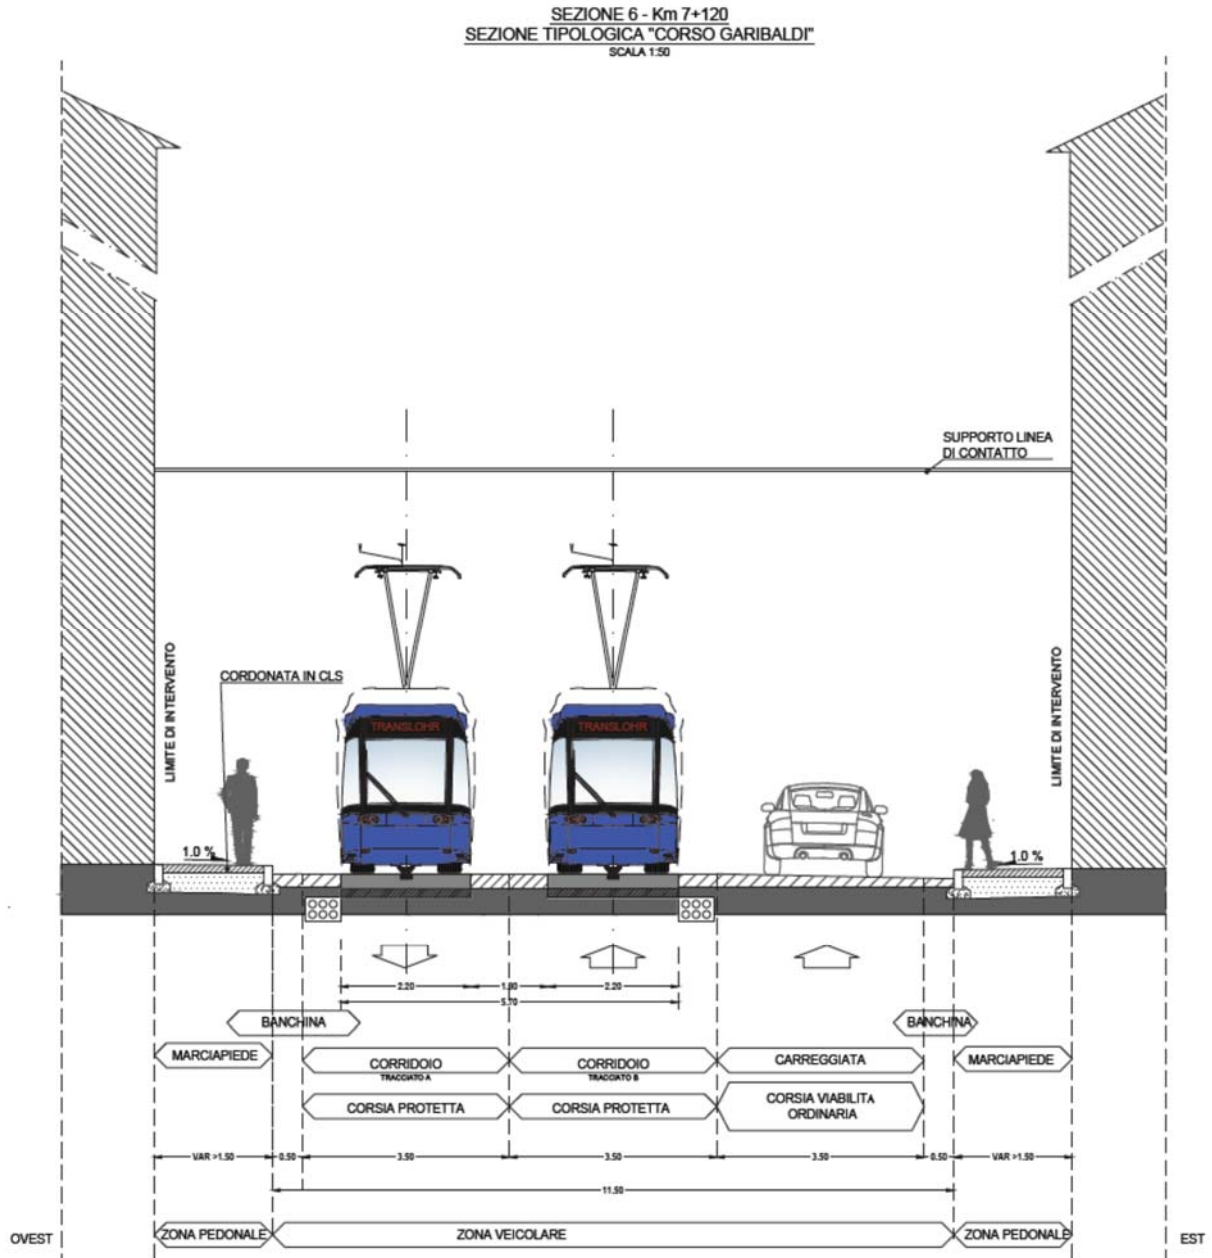 SEZIONE 6 - Km 7+120
SEZIONE TIPOLOGICA "CORSO GARIBALDI"
SCALA 1:50
SUPPORTO LINEA
DI CONTATTO
LIMITE DI INTERVENTO
CORDONATA IN CLS
LIMITE DI INTERVENTO
TRANSLOHR
TRANSLOHR
1.0 %
1.0 %
2.20
1.30
2.20
5.70
BANCHINA
BANCHINA
MARCIAPIEDE
CORRIDOIO
TRACCIATO A
CORRIDOIO
TRACCIATO B
CARREGGIATA
MARCIAPIEDE
CORSIA PROTETTA
CORSIA PROTETTA
CORSIA VIABILITA
ORDINARIA
VAR >1.50
0.50
3.50
3.50
3.50
0.50
VAR >1.50
11.50
OVEST
ZONA PEDONALE
ZONA VEICOLARE
ZONA PEDONALE
EST